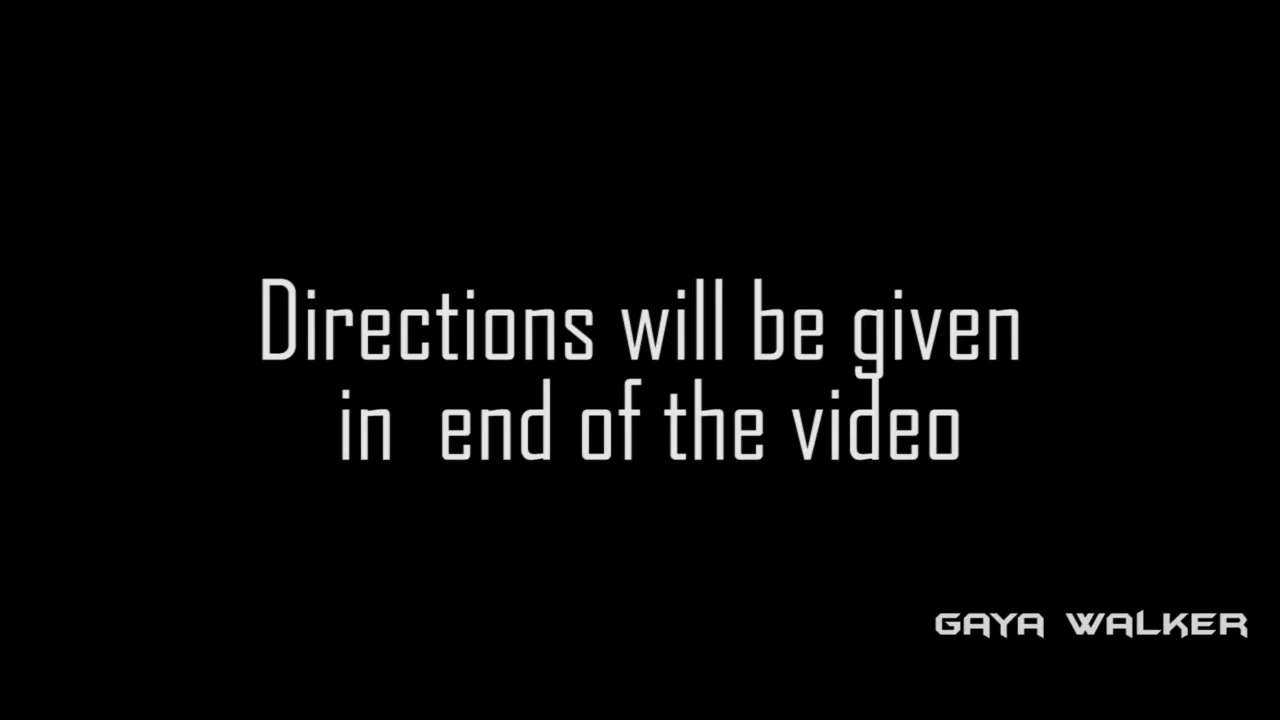 Directions will be given
in end of the video
GAYA WALKER